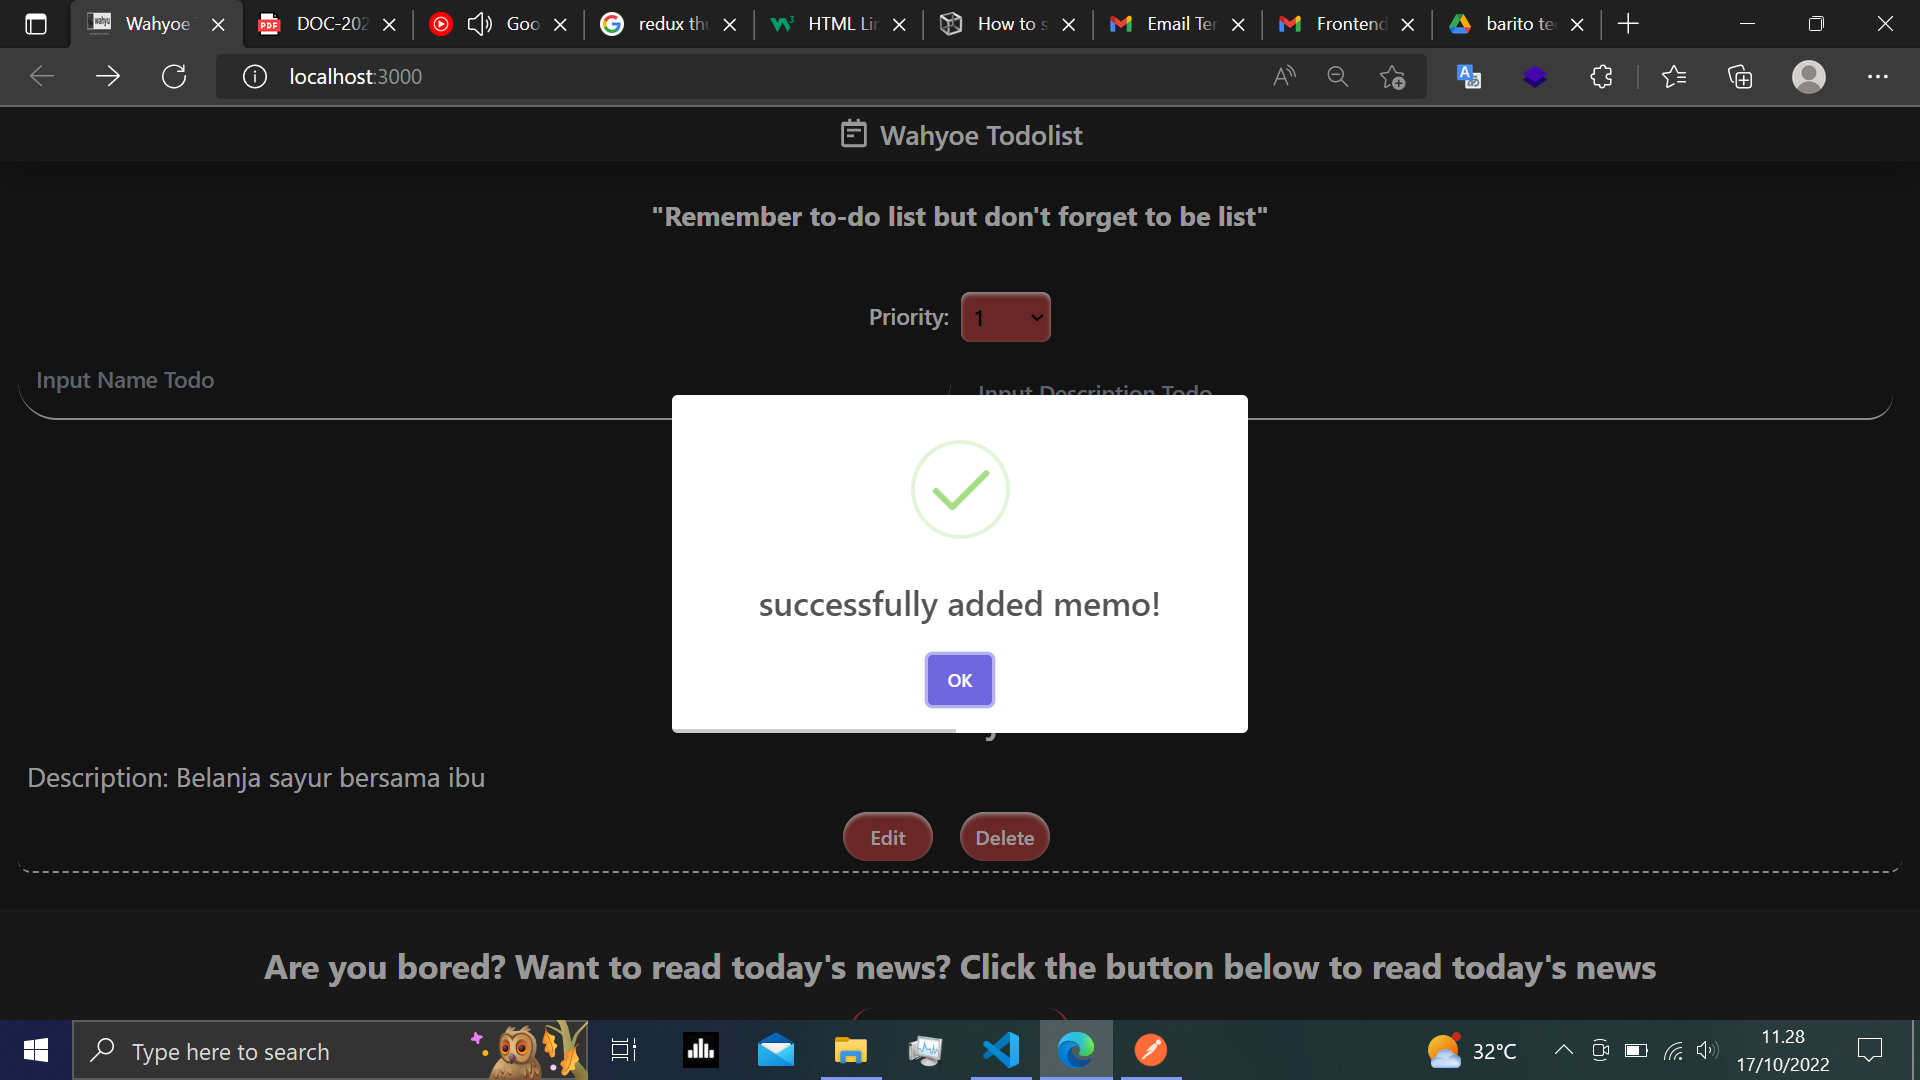 Wahyoe
DOC-202
Goo
redux th
HTML Lin
How to s
Email Ter
Frontend
barito te
localhost:3000
Wahyoe Todolist
"Remember to-do list but don't forget to be list"
Priority: 1
Input Name Todo
Input Description Todo
successfully added memo!
OK
Description: Belanja sayur bersama ibu
Edit
Delete
Are you bored? Want to read today's news? Click the button below to read today's news
Type here to search
32°C
11.28
17/10/2022